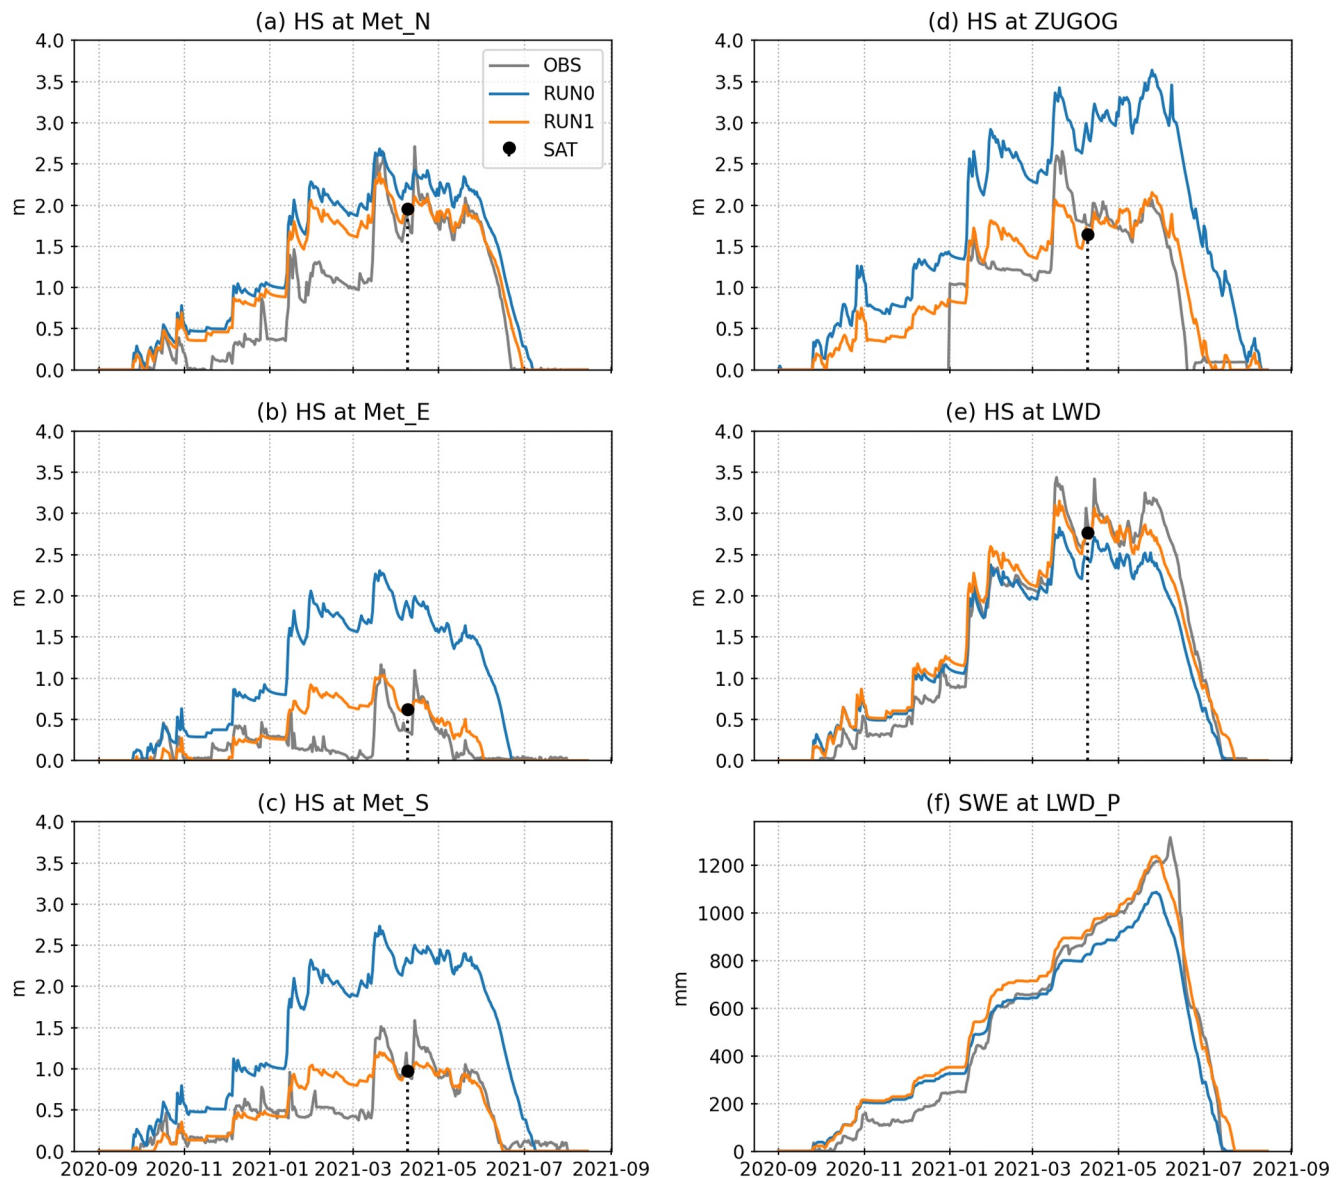 (a) HS at Met_N
4.0
3.5
3.0
2.5
2.0
1.5
1.0
0.5
0.0
m
OBS
RUN0
RUN1
SAT
(d) HS at ZUGOG
4.0
3.5
3.0
2.5
2.0
1.5
1.0
0.5
0.0
m
(b) HS at Met_E
4.0
3.5
3.0
2.5
2.0
1.5
1.0
0.5
0.0
m
(e) HS at LWD
4.0
3.5
3.0
2.5
2.0
1.5
1.0
0.5
0.0
m
(c) HS at Met_S
4.0
3.5
3.0
2.5
2.0
1.5
1.0
0.5
0.0
m
2020-09 2020-11 2021-01 2021-03 2021-05 2021-07 2021-09
(f) SWE at LWD_P
1200
1000
800
600
400
200
0
mm
2020-09 2020-11 2021-01 2021-03 2021-05 2021-07 2021-09